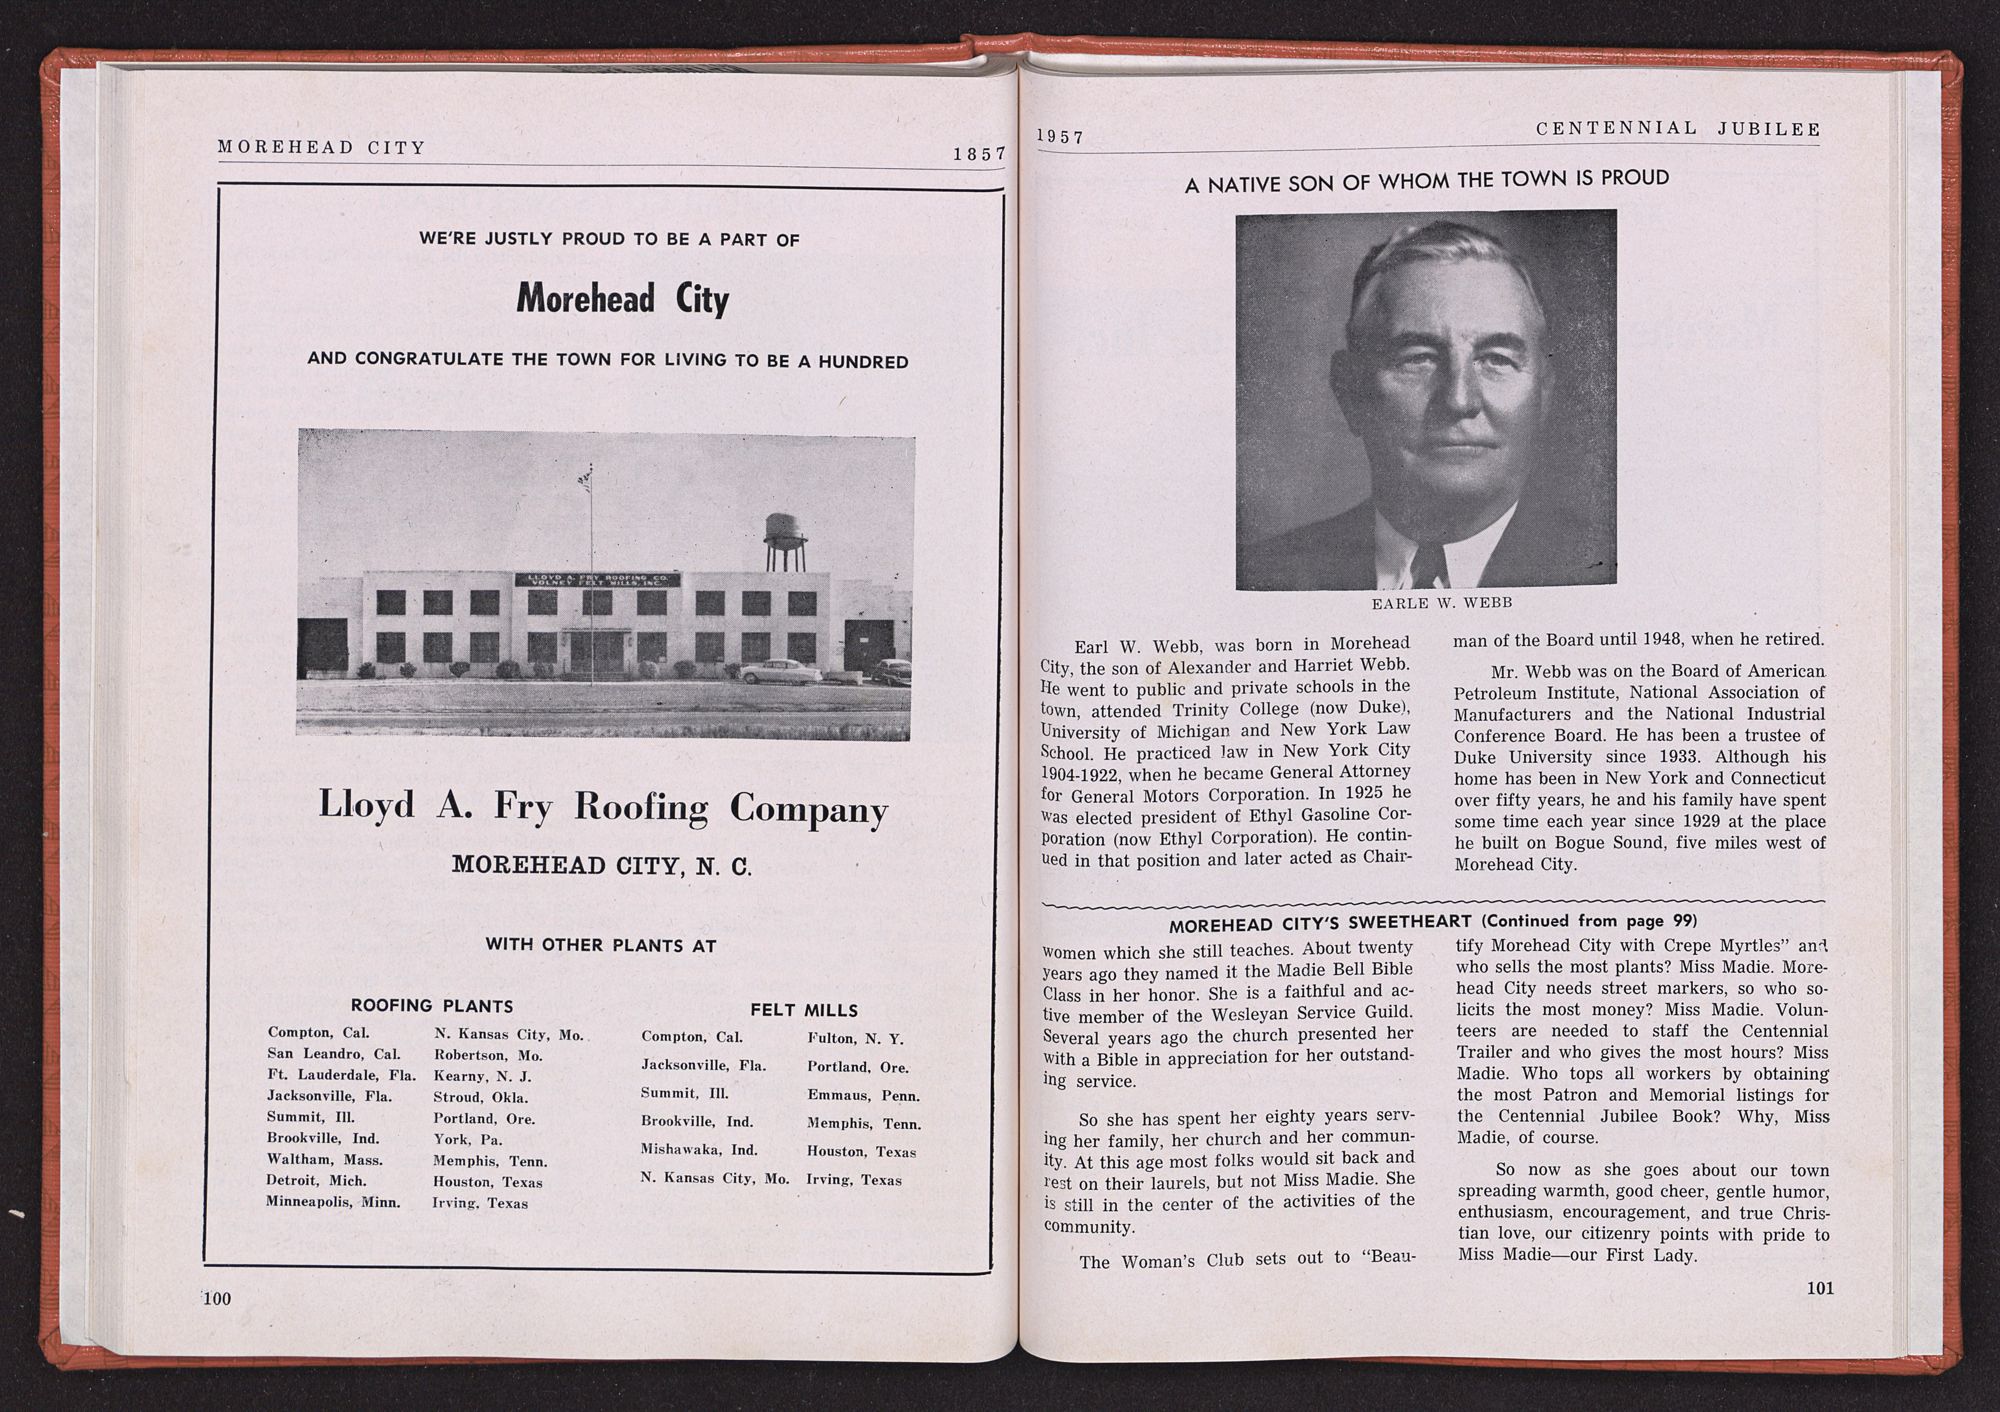 MOREHEAD CITY
1857
WE'RE JUSTLY PROUD TO BE A PART OF
Morehead City
AND CONGRATULATE THE TOWN FOR LIVING TO BE A HUNDRED
LLOYD A. FRY ROOFING CO.
VOLNEY FELT MILLS, INC.
Lloyd A. Fry Roofing Company
MOREHEAD CITY, N. C.
WITH OTHER PLANTS AT
ROOFING PLANTS
Compton, Cal.
San Leandro, Cal.
Ft. Lauderdale, Fla.
Jacksonville, Fla.
Summit, Ill.
Brookville, Ind.
Waltham, Mass.
Detroit, Mich.
Minneapolis, Minn.
N. Kansas City, Mo.
Robertson, Mo.
Kearny, N. J.
Stroud, Okla.
Portland, Ore.
York, Pa.
Memphis, Tenn.
Houston, Texas
Irving, Texas
FELT MILLS
Compton, Cal.
Jacksonville, Fla.
Summit, Ill.
Brookville, Ind.
Mishawaka, Ind.
N. Kansas City, Mo.
Fulton, N. Y.
Portland, Ore.
Emmaus, Penn.
Memphis, Tenn.
Houston, Texas
Irving, Texas
100
1957
CENTENNIAL JUBILEE
A NATIVE SON OF WHOM THE TOWN IS PROUD
EARLE W. WEBB
Earl W. Webb, was born in Morehead
City, the son of Alexander and Harriet Webb.
He went to public and private schools in the
town, attended Trinity College (now Duke),
University of Michigan and New York Law
School. He practiced law in New York City
1904-1922, when he became General Attorney
for General Motors Corporation. In 1925 he
was elected president of Ethyl Gasoline Cor-
poration (now Ethyl Corporation). He contin-
ued in that position and later acted as Chair-
man of the Board until 1948, when he retired.
Mr. Webb was on the Board of American
Petroleum Institute, National Association of
Manufacturers and the National Industrial
Conference Board. He has been a trustee of
Duke University since 1933. Although his
home has been in New York and Connecticut
over fifty years, he and his family have spent
some time each year since 1929 at the place
he built on Bogue Sound, five miles west of
Morehead City.
MOREHEAD CITY'S SWEETHEART (Continued from page 99)
women which she still teaches. About twenty
years ago they named it the Madie Bell Bible
Class in her honor. She is a faithful and ac-
tive member of the Wesleyan Service Guild.
Several years ago the church presented her
with a Bible in appreciation for her outstand-
ing service.
So she has spent her eighty years serv-
ing her family, her church and her commun-
ity. At this age most folks would sit back and
rest on their laurels, but not Miss Madie. She
is still in the center of the activities of the
community.
The Woman's Club sets out to "Beau-
tify Morehead City with Crepe Myrtles" and
who sells the most plants? Miss Madie. More-
head City needs street markers, so who so-
licits the most money? Miss Madie. Volun-
teers are needed to staff the Centennial
Trailer and who gives the most hours? Miss
Madie. Who tops all workers by obtaining
the most Patron and Memorial listings for
the Centennial Jubilee Book? Why, Miss
Madie, of course.
So now as she goes about our town
spreading warmth, good cheer, gentle humor,
enthusiasm, encouragement, and true Chris-
tian love, our citizenry points with pride to
Miss Madie—our First Lady.
101